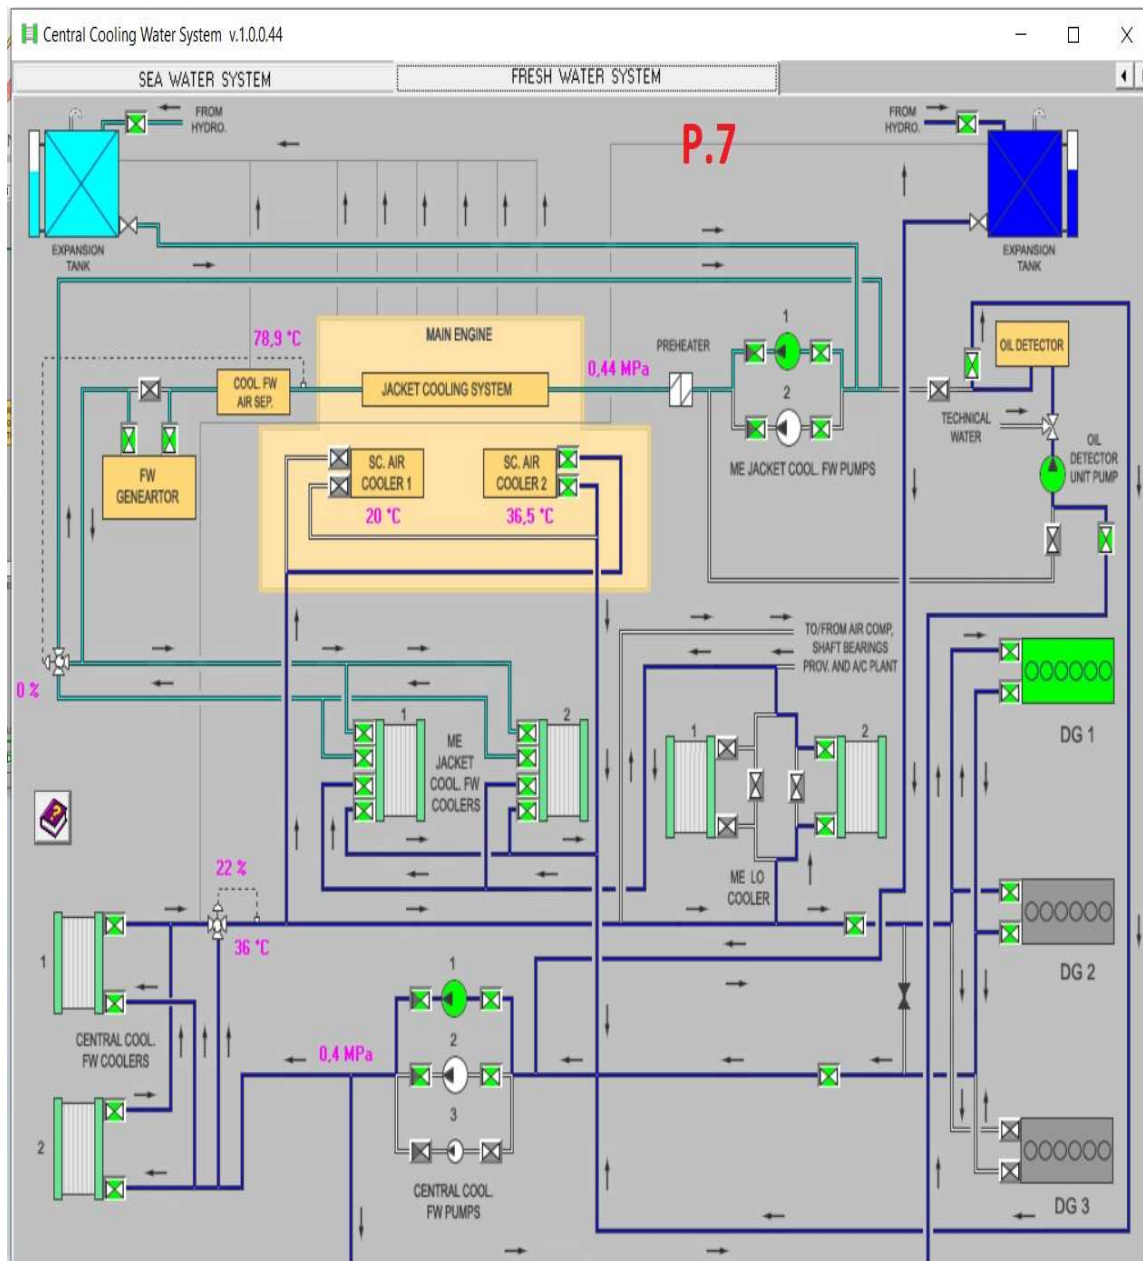 Central Cooling Water System v.1.0.0.44
SEA WATER SYSTEM
FRESH WATER SYSTEM
FROM
HYDRO.
P.7
FROM
HYDRO.
EXPANSION
TANK
EXPANSION
TANK
78,9 °C
MAIN ENGINE
PREHEATER
1
OIL DETECTOR
0,44 MPa
COOL. FW
AIR SEP.
JACKET COOLING SYSTEM
2
TECHNICAL
WATER
OIL
DETECTOR
UNIT PUMP
ME JACKET COOL. FW PUMPS
FW
GENEARTOR
SC. AIR
COOLER 1
SC. AIR
COOLER 2
20 °C
36,5 °C
TO/FROM AIR COMP,
SHAFT BEARINGS
PROV. AND A/C PLANT
0 %
1
ME
JACKET
COOL. FW
COOLERS
2
1
2
DG 1
?
22 %
ME LO
COOLER
36 °C
1
CENTRAL COOL.
FW COOLERS
2
1
2
3
0,4 MPa
CENTRAL COOL.
FW PUMPS
DG 2
DG 3